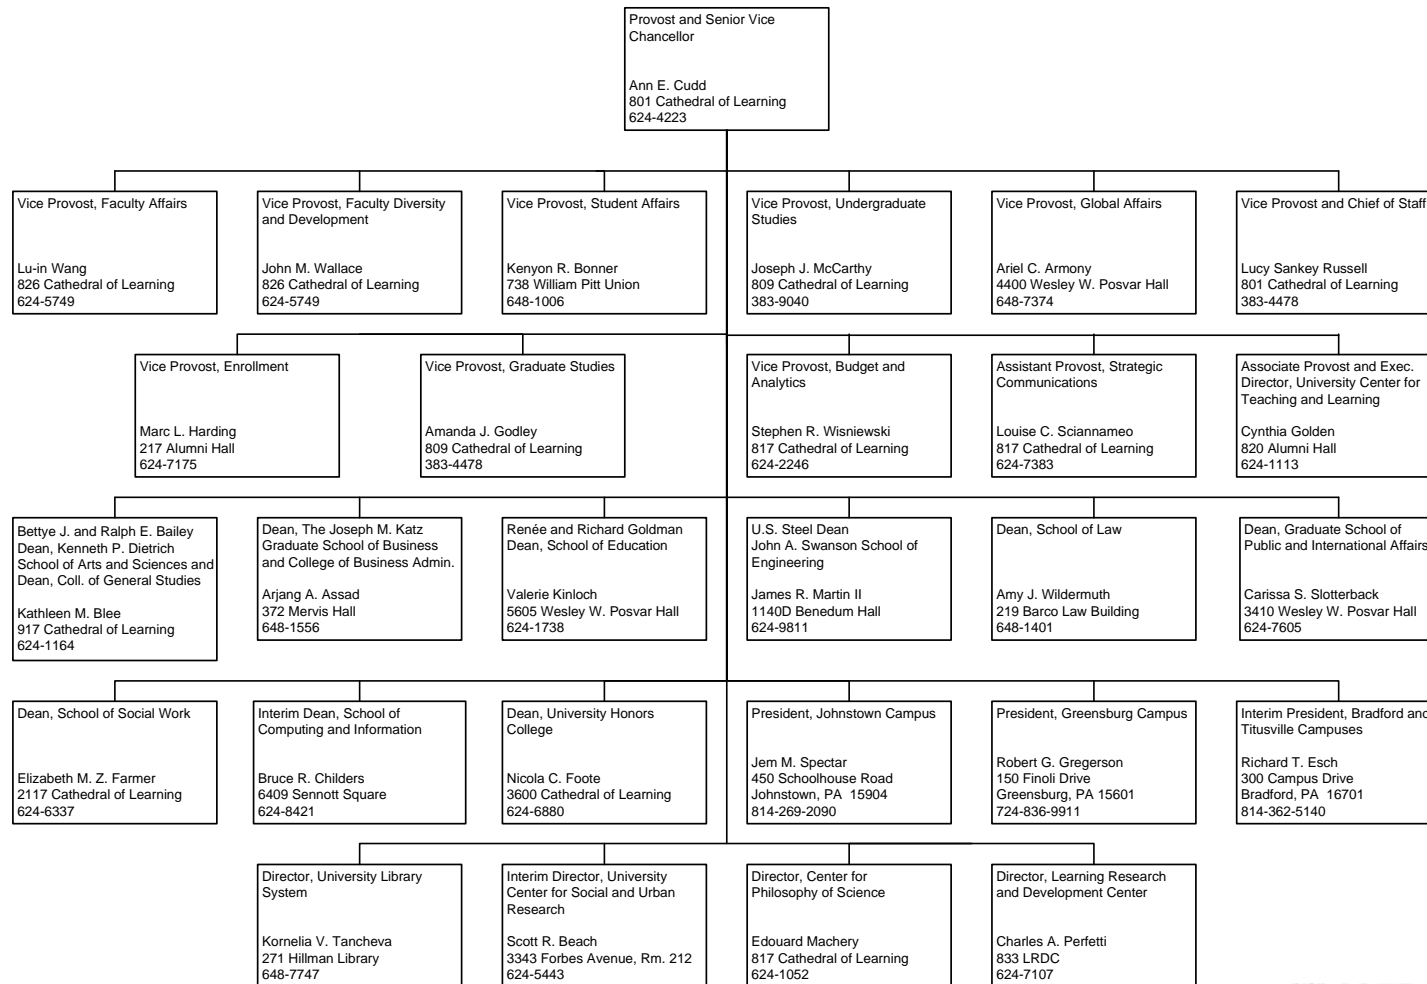 Provost and Senior Vice
Chancellor
Ann E. Cudd
801 Cathedral of Learning
624-4223
Vice Provost, Faculty Affairs
Lu-in Wang
826 Cathedral of Learning
624-5749
Vice Provost, Faculty Diversity
and Development
John M. Wallace
826 Cathedral of Learning
624-5749
Vice Provost, Student Affairs
Kenyon R. Bonner
738 William Pitt Union
648-1006
Vice Provost, Undergraduate
Studies
Joseph J. McCarthy
809 Cathedral of Learning
383-9040
Vice Provost, Global Affairs
Ariel C. Armony
4400 Wesley W. Posvar Hall
648-7374
Vice Provost and Chief of Staff
Lucy Sankey Russell
801 Cathedral of Learning
383-4478
Vice Provost, Enrollment
Marc L. Harding
217 Alumni Hall
624-7175
Vice Provost, Graduate Studies
Amanda J. Godley
809 Cathedral of Learning
383-4478
Vice Provost, Budget and
Analytics
Stephen R. Wisniewski
817 Cathedral of Learning
624-2246
Assistant Provost, Strategic
Communications
Louise C. Sciannameo
817 Cathedral of Learning
624-7383
Associate Provost and Exec.
Director, University Center for
Teaching and Learning
Cynthia Golden
820 Alumni Hall
624-1113
Bettye J. and Ralph E. Bailey
Dean, Kenneth P. Dietrich
School of Arts and Sciences and
Dean, Coll. of General Studies
Kathleen M. Blee
917 Cathedral of Learning
624-1164
Dean, The Joseph M. Katz
Graduate School of Business
and College of Business Admin.
Arjang A. Assad
372 Mervis Hall
648-1556
Renée and Richard Goldman
Dean, School of Education
Valerie Kinloch
5605 Wesley W. Posvar Hall
624-1738
U.S. Steel Dean
John A. Swanson School of
Engineering
James R. Martin II
1140D Benedum Hall
624-9811
Dean, School of Law
Amy J. Wildermuth
219 Barco Law Building
648-1401
Dean, Graduate School of
Public and International Affairs
Carissa S. Slotterback
3410 Wesley W. Posvar Hall
624-7605
Dean, School of Social Work
Elizabeth M. Z. Farmer
2117 Cathedral of Learning
624-6337
Interim Dean, School of
Computing and Information
Bruce R. Childers
6409 Sennott Square
624-8421
Dean, University Honors
College
Nicola C. Foote
3600 Cathedral of Learning
624-6880
President, Johnstown Campus
Jem M. Spectar
450 Schoolhouse Road
Johnstown, PA 15904
814-269-2090
President, Greensburg Campus
Robert G. Gregerson
150 Finoli Drive
Greensburg, PA 15601
724-836-9911
Interim President, Bradford and
Titusville Campuses
Richard T. Esch
300 Campus Drive
Bradford, PA 16701
814-362-5140
Director, University Library
System
Kornelia V. Tancheva
271 Hillman Library
648-7747
Interim Director, University
Center for Social and Urban
Research
Scott R. Beach
3343 Forbes Avenue, Rm. 212
624-5443
Director, Center for
Philosophy of Science
Edouard Machery
817 Cathedral of Learning
624-1052
Director, Learning Research
and Development Center
Charles A. Perfetti
833 LRDC
624-7107